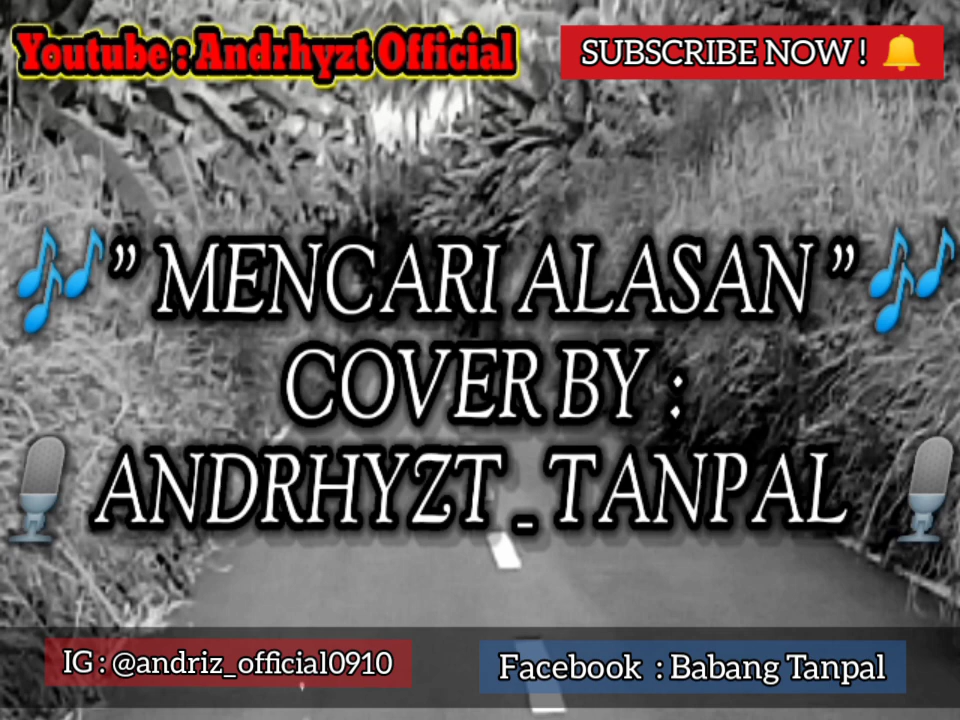 Youtube : Andrhyzt Official
SUBSCRIBE NOW ! 🔔
🎶 ” MENCARI ALASAN ” 🎶
COVER BY :
🎙 ANDRHYZT _ TANPAL 🎙
IG : @andriz_official0910
Facebook : Babang Tanpal